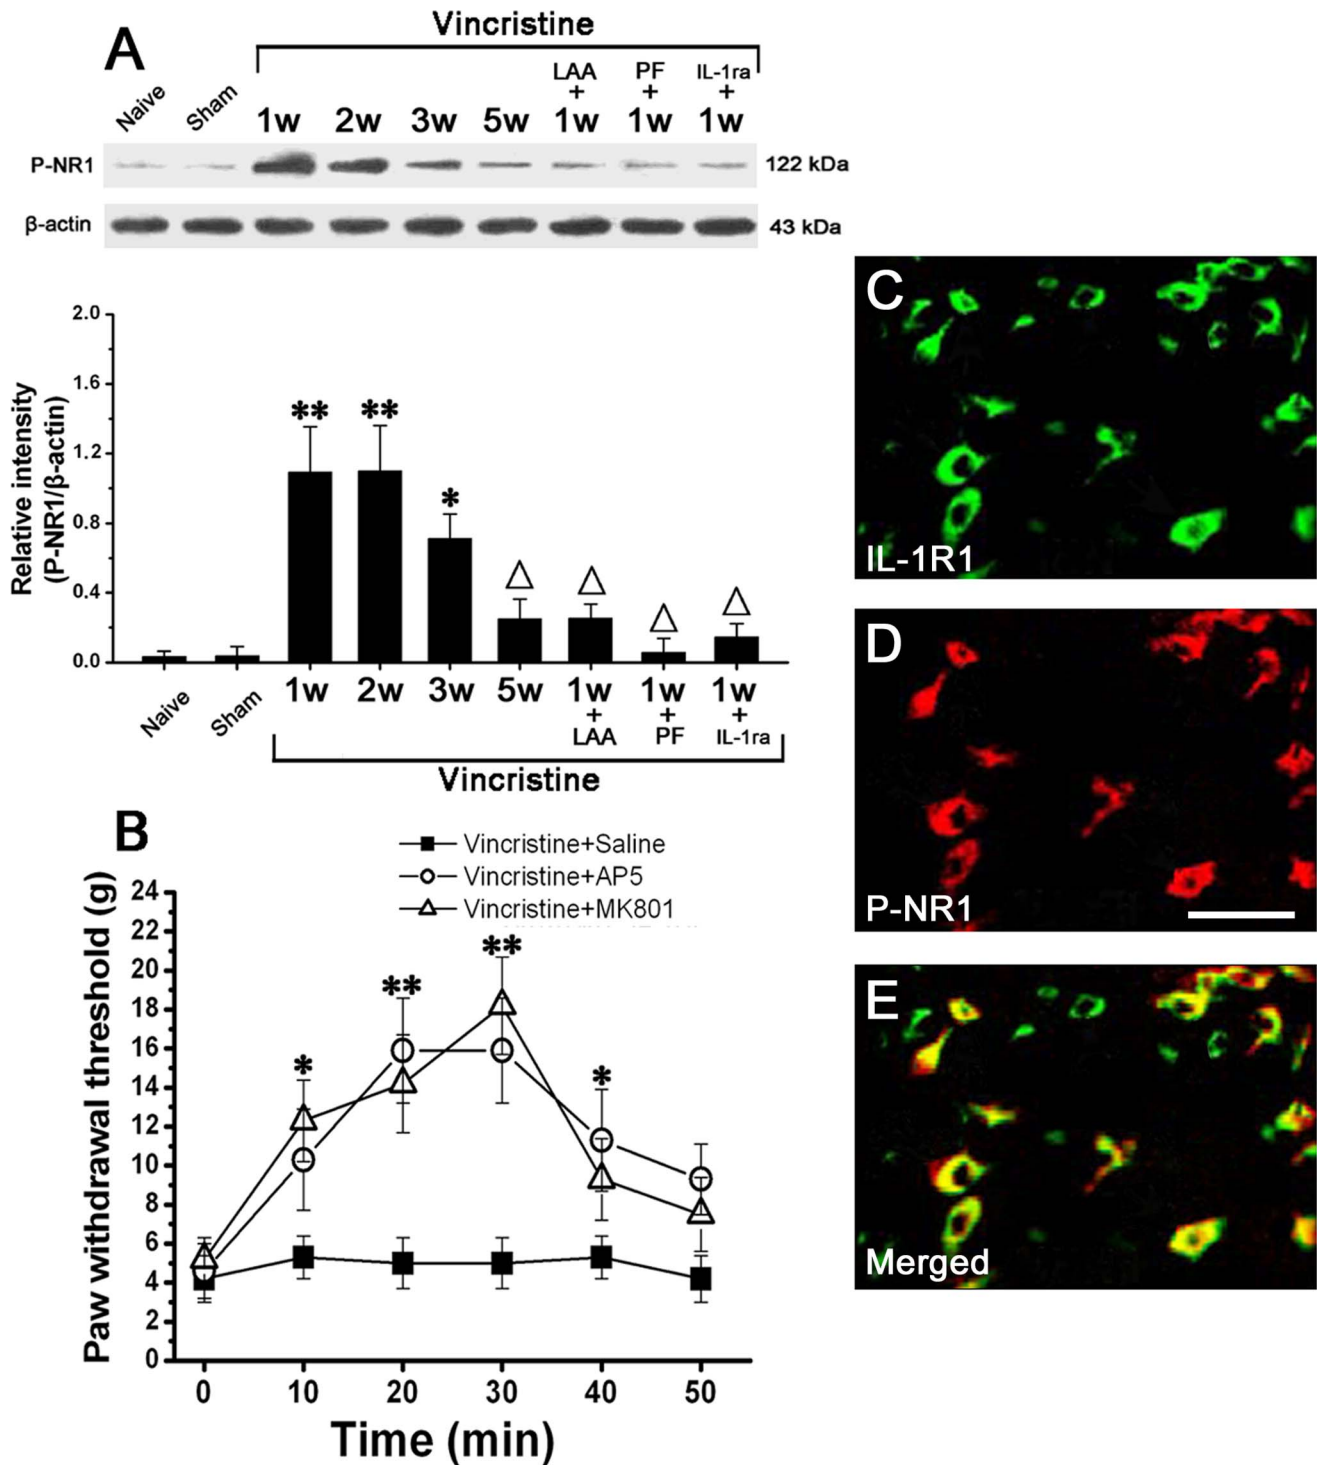 A
Vincristine
LAA PF IL-1ra
+ + +
Naive Sham 1w 2w 3w 5w 1w 1w 1w
P-NR1 122 kDa
β-actin 43 kDa
2.0
1.6
1.2
0.8
0.4
0.0
Relative intensity
(P-NR1/β-actin)
** ** *
Naive Sham 1w 2w 3w 5w 1w 1w 1w
+ + +
LAA PF IL-1ra
Vincristine
B
Vincristine+Saline
Vincristine+AP5
Vincristine+MK801
Paw withdrawal threshold (g)
24
22
20
18
16
14
12
10
8
6
4
2
0
* ** ** *
0 10 20 30 40 50
Time (min)
C
IL-1R1
D
P-NR1
E
Merged